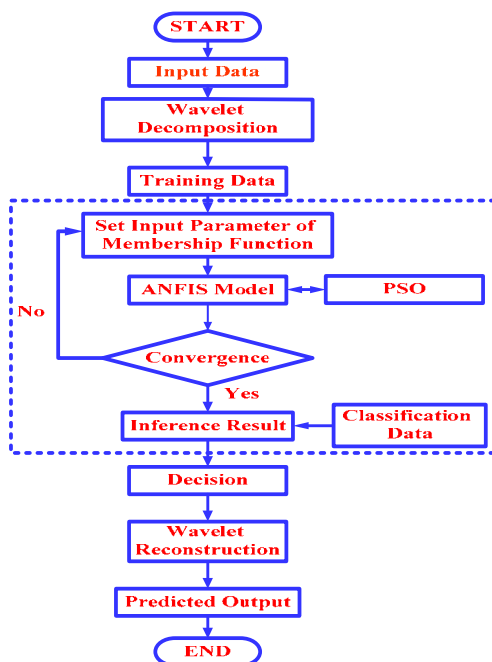 START
Input Data
Wavelet
Decomposition
Training Data
Set Input Parameter of
Membership Function
ANFIS Model
PSO
No
Convergence
Yes
Inference Result
Classification
Data
Decision
Wavelet
Reconstruction
Predicted Output
END